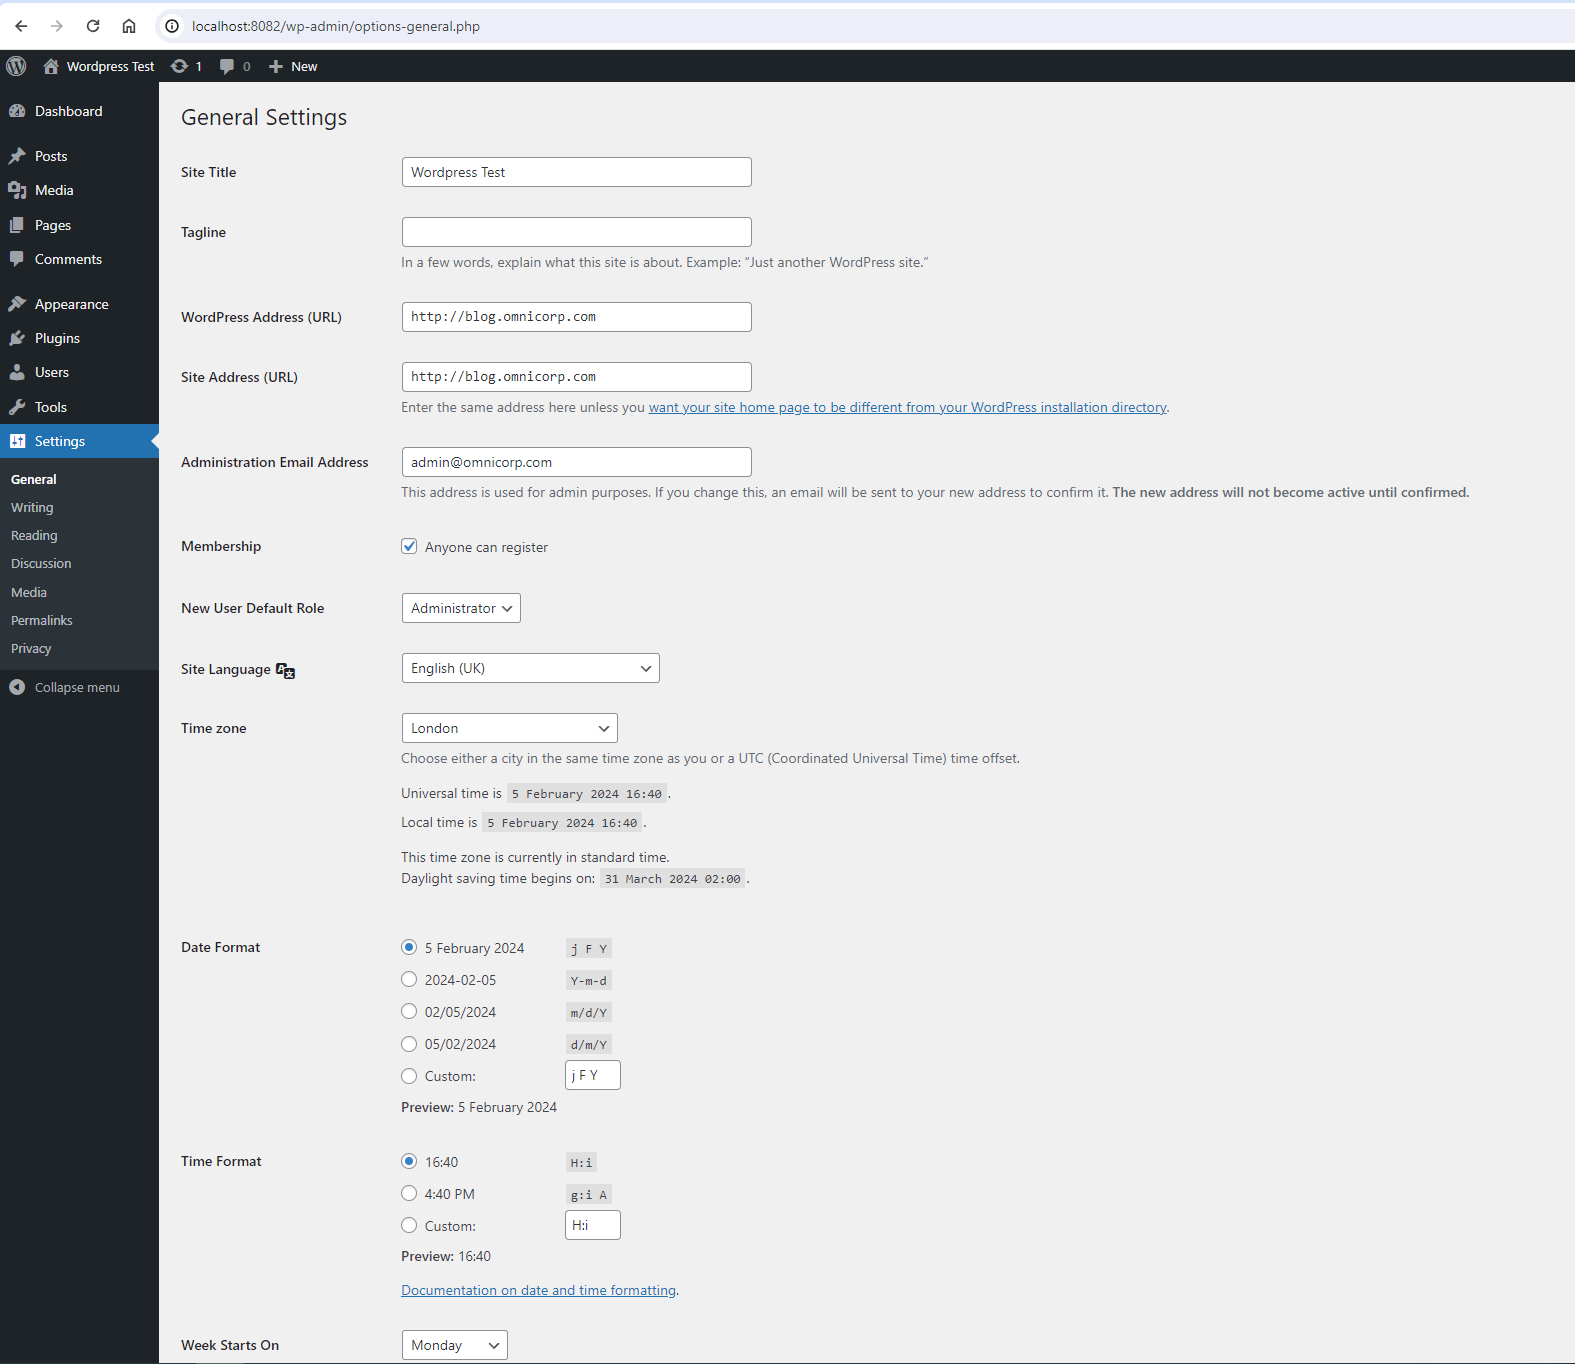 localhost:8082/wp-admin/options-general.php
Wordpress Test 1 0 New
Dashboard
Posts
Media
Pages
Comments
Appearance
Plugins
Users
Tools
Settings
General
Writing
Reading
Discussion
Media
Permalinks
Privacy
Collapse menu
General Settings
Site Title Wordpress Test
Tagline
In a few words, explain what this site is about. Example: “Just another WordPress site.”
WordPress Address (URL) http://blog.omnicorp.com
Site Address (URL) http://blog.omnicorp.com
Enter the same address here unless you want your site home page to be different from your WordPress installation directory.
Administration Email Address admin@omnicorp.com
This address is used for admin purposes. If you change this, an email will be sent to your new address to confirm it. The new address will not become active until confirmed.
Membership Anyone can register
New User Default Role Administrator
Site Language English (UK)
Time zone London
Choose either a city in the same time zone as you or a UTC (Coordinated Universal Time) time offset.
Universal time is 5 February 2024 16:40.
Local time is 5 February 2024 16:40.
This time zone is currently in standard time.
Daylight saving time begins on: 31 March 2024 02:00.
Date Format 5 February 2024 j F Y
2024-02-05 Y-m-d
02/05/2024 m/d/Y
05/02/2024 d/m/Y
Custom: j F Y
Preview: 5 February 2024
Time Format 16:40 H:i
4:40 PM g:i A
Custom: H:i
Preview: 16:40
Documentation on date and time formatting.
Week Starts On Monday